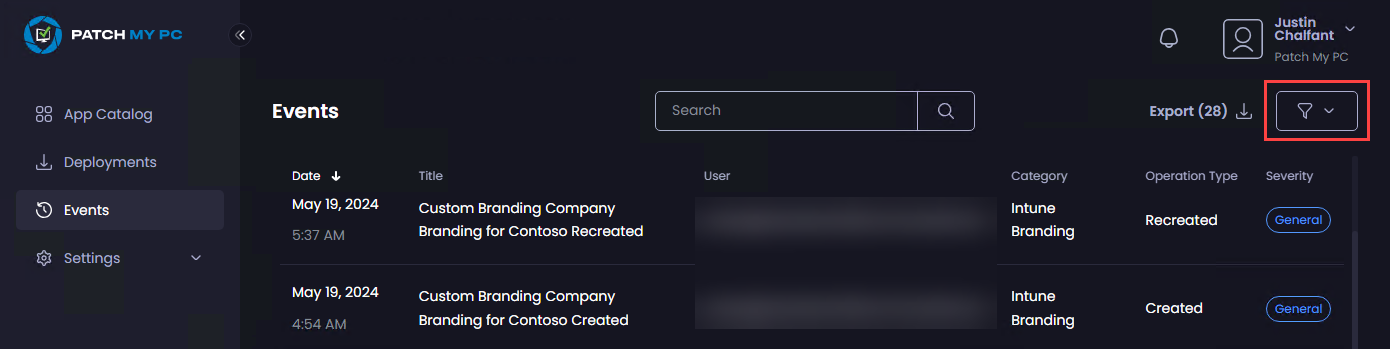 PATCH MY PC
Justin
Chalfant
Patch My PC
App Catalog
Deployments
Events
Settings
Events
Search
Export (28)
Date Title User Category Operation Type Severity
May 19, 2024
5:37 AM
Custom Branding Company
Branding for Contoso Recreated
Intune
Branding
Recreated
General
May 19, 2024
4:54 AM
Custom Branding Company
Branding for Contoso Created
Intune
Branding
Created
General